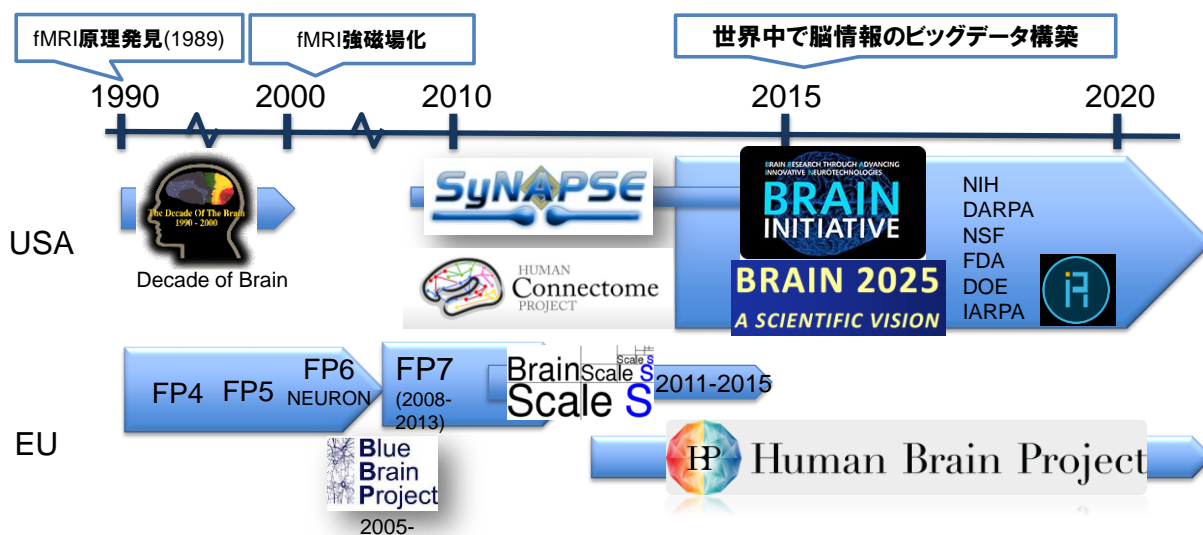 fMRI原理発見(1989)
fMRI強磁場化
世界中で脳情報のビッグデータ構築
1990
2000
2010
2015
2020
USA
The Decade Of The Brain
1990 - 2000
Decade of Brain
SyNAPSE
HUMAN
Connectome
PROJECT
BRAIN RESEARCH THROUGH ADVANCING
INNOVATIVE NEUROTECHNOLOGIES
BRAIN
INITIATIVE
BRAIN 2025
A SCIENTIFIC VISION
NIH
DARPA
NSF
FDA
DOE
IARPA
EU
FP4
FP5
FP6
NEURON
FP7
(2008-
2013)
Blue
Brain
Project
2005-
Brain Scale Scale S S
Scale S
2011-2015
HP
Human Brain Project